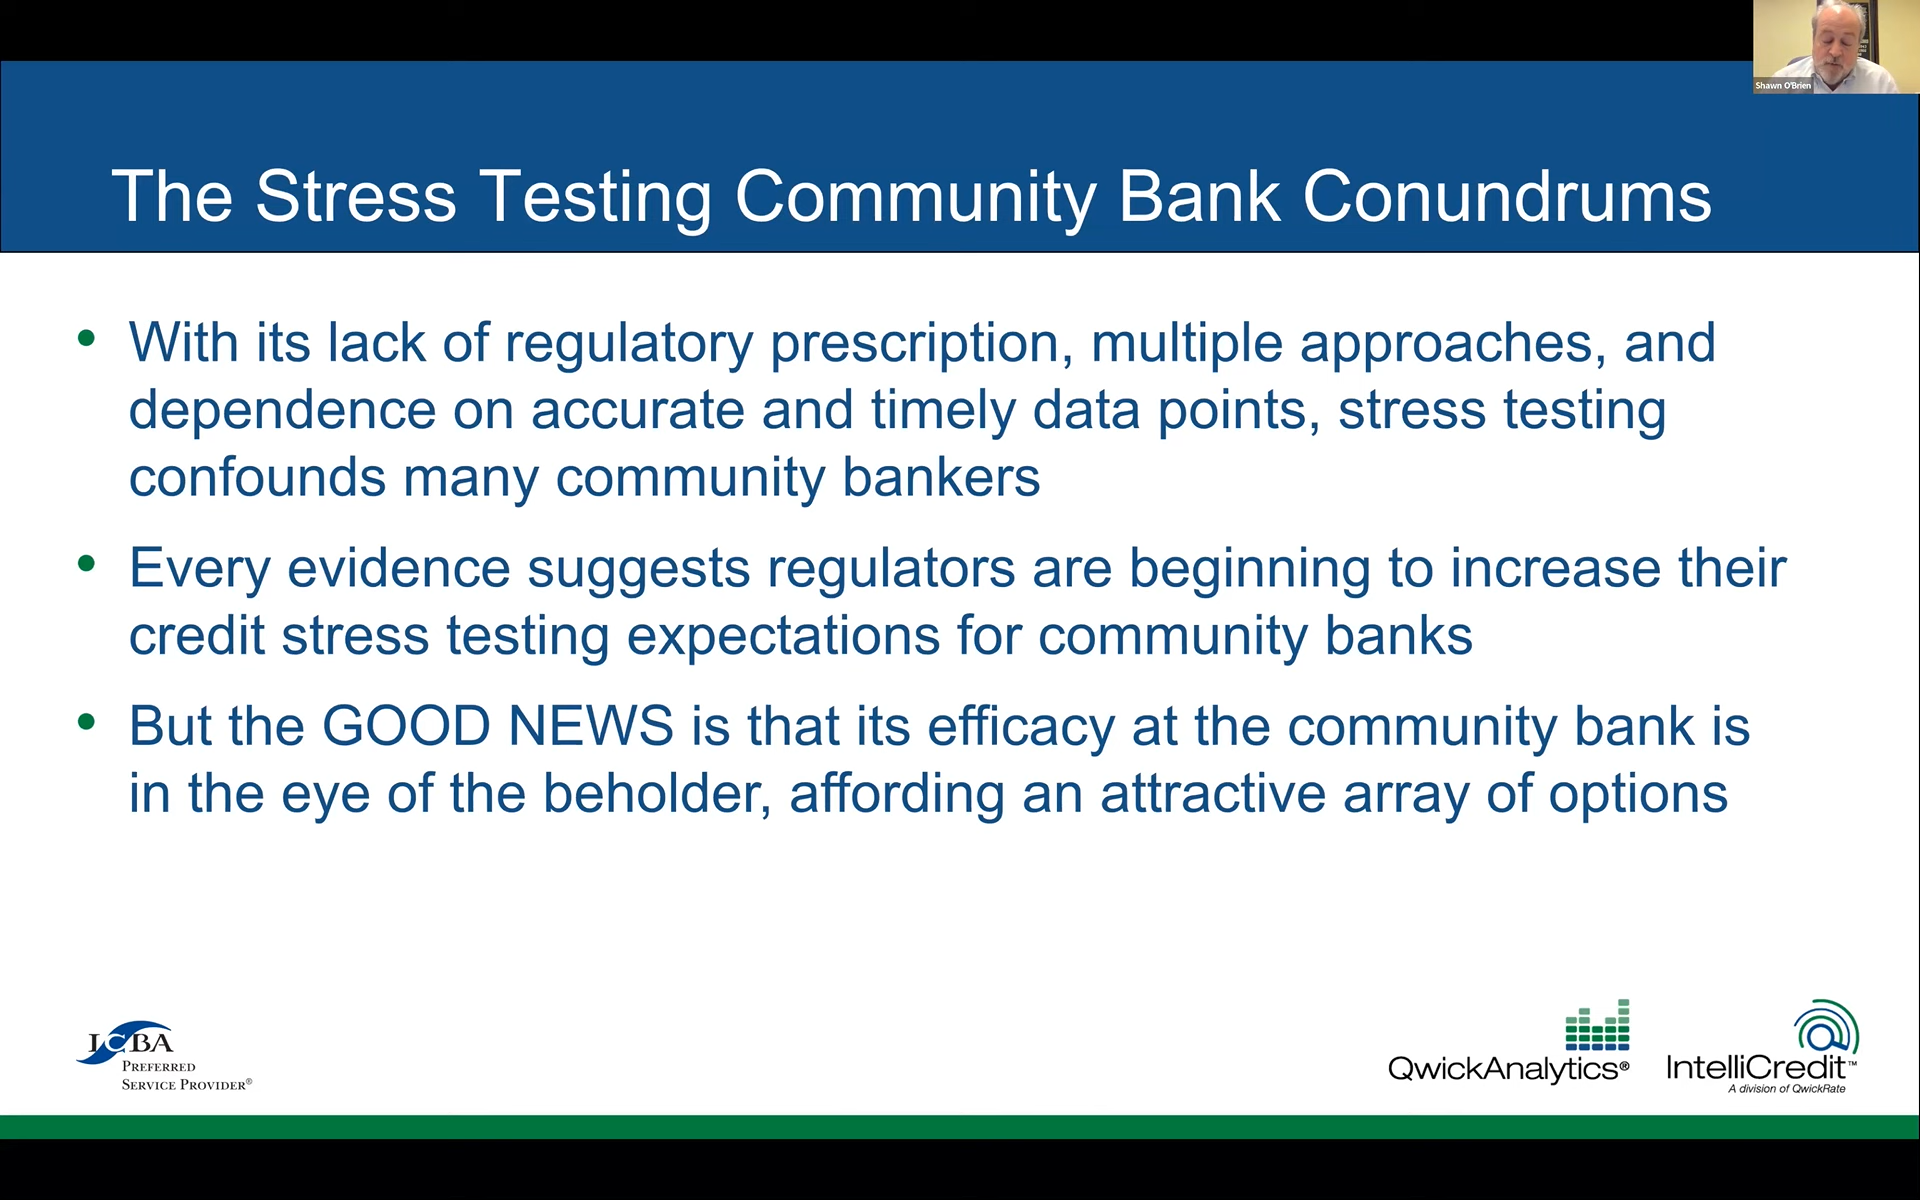 Shawn O'Brien
The Stress Testing Community Bank Conundrums
• With its lack of regulatory prescription, multiple approaches, and
dependence on accurate and timely data points, stress testing
confounds many community bankers
• Every evidence suggests regulators are beginning to increase their
credit stress testing expectations for community banks
• But the GOOD NEWS is that its efficacy at the community bank is
in the eye of the beholder, affording an attractive array of options
ICBA
PREFERRED
SERVICE PROVIDER®
QwickAnalytics®
IntelliCredit™
A division of QwickRate